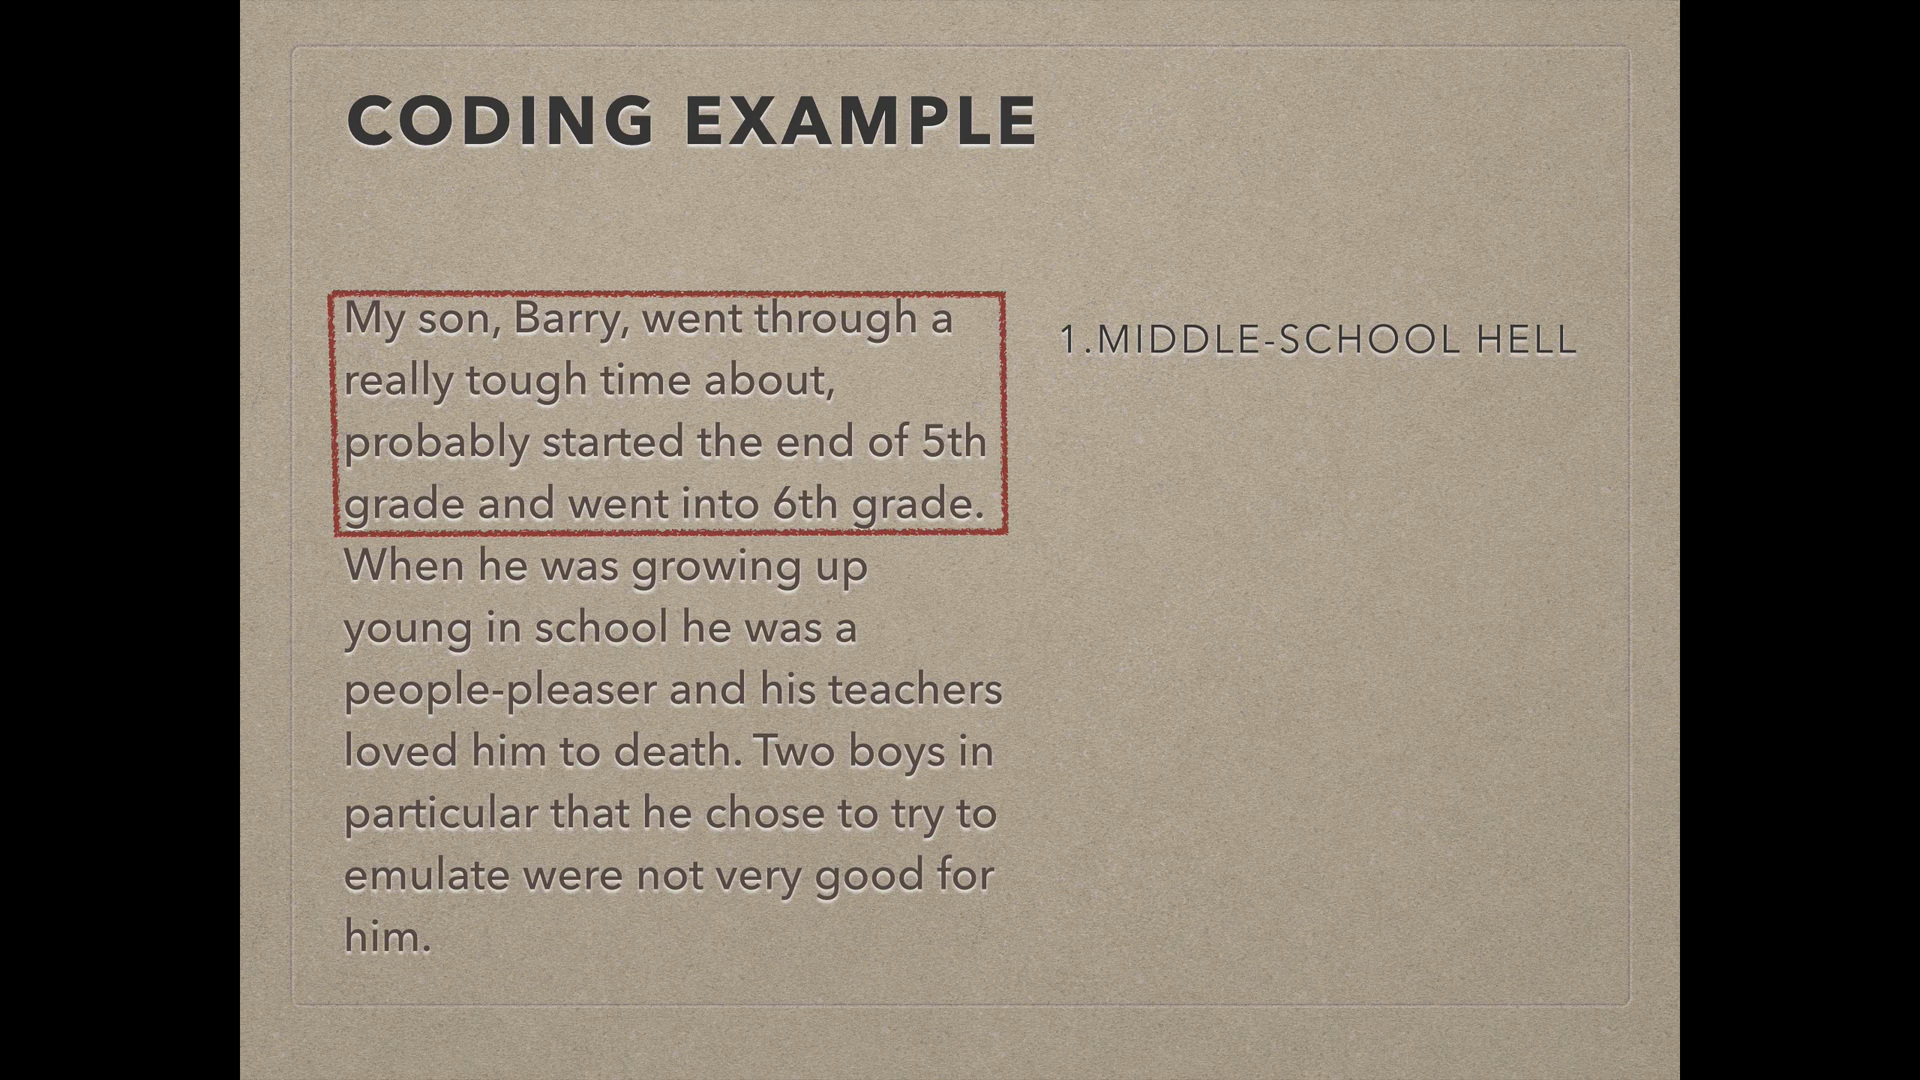 CODING EXAMPLE
My son, Barry, went through a
really tough time about,
probably started the end of 5th
grade and went into 6th grade.
When he was growing up
young in school he was a
people-pleaser and his teachers
loved him to death. Two boys in
particular that he chose to try to
emulate were not very good for
him.
1.MIDDLE-SCHOOL HELL